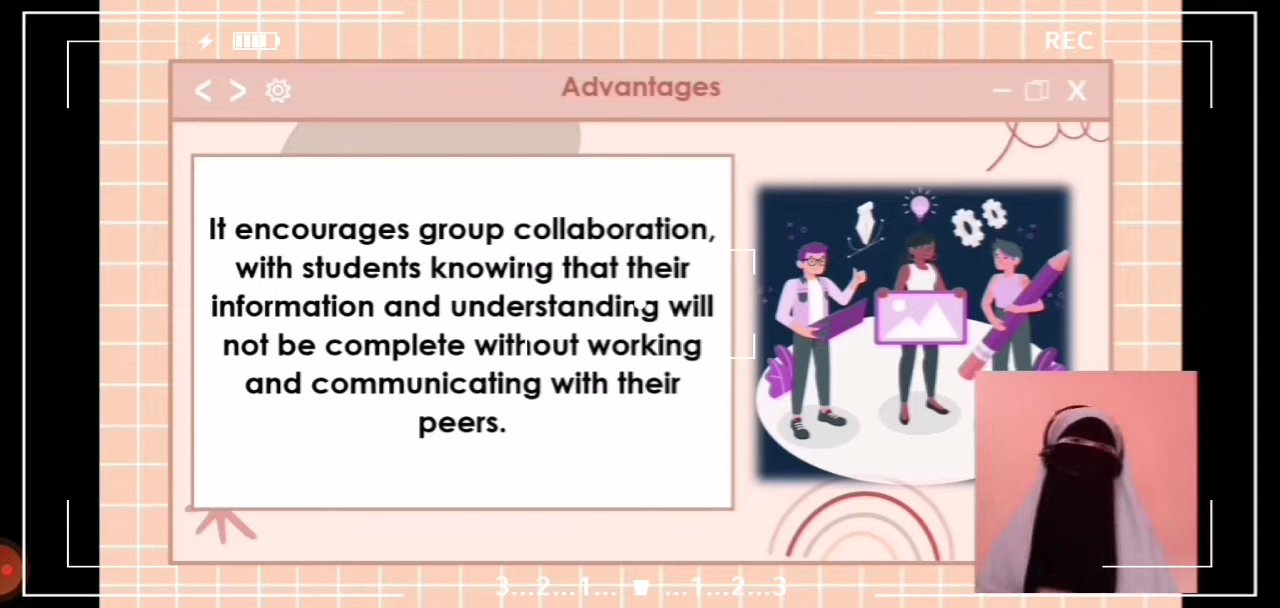 REC
Advantages
It encourages group collaboration,
with students knowing that their
information and understanding will
not be complete without working
and communicating with their
peers.
3...2...1... ...1...2...3